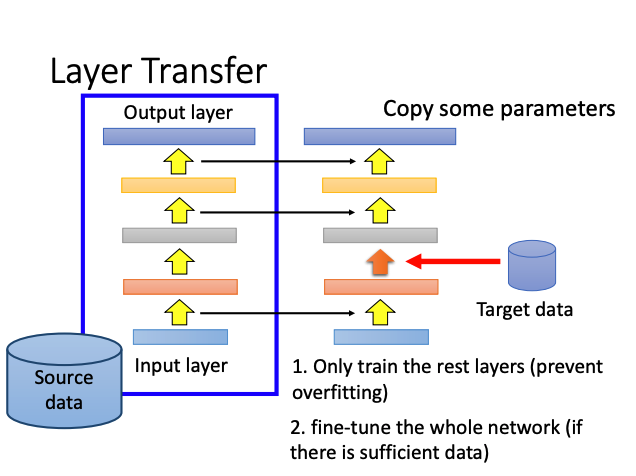 Layer Transfer
Output layer
Copy some parameters
Target data
Input layer
Source
data
1. Only train the rest layers (prevent
overfitting)
2. fine-tune the whole network (if
there is sufficient data)